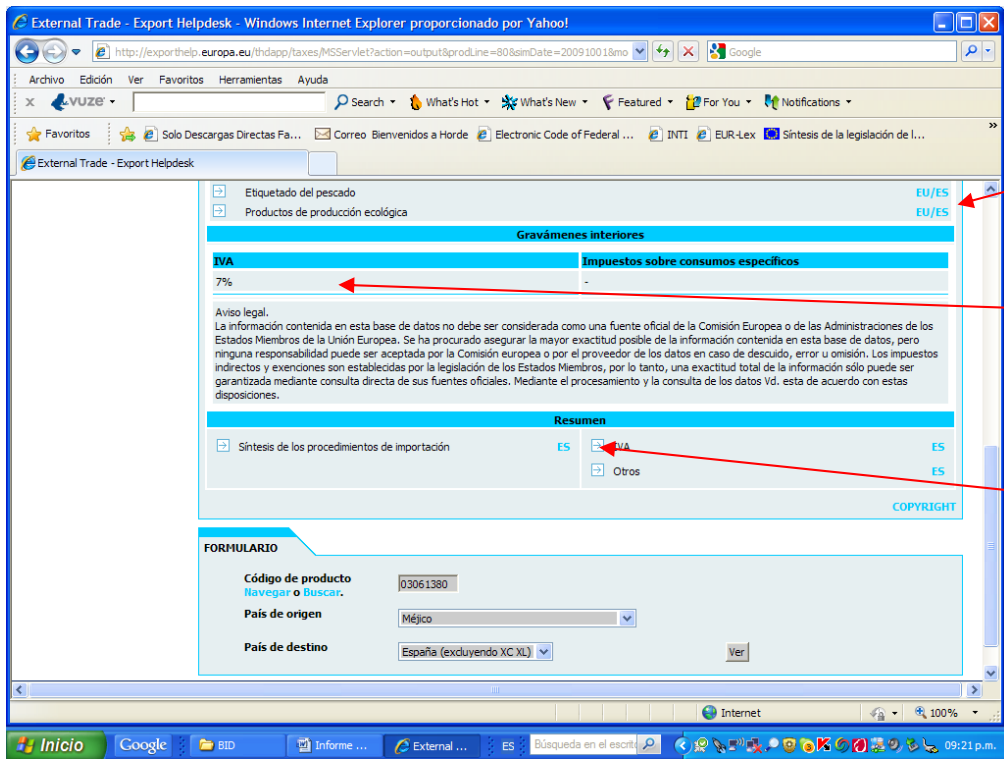 External Trade - Export Helpdesk - Windows Internet Explorer proporcionado por Yahoo!
http://exporthelp.europa.eu/thdapp/taxes/MSServlet?action=output&prodLine=80&simDate=20091001&mo
Google
Archivo Edición Ver Favoritos Herramientas Ayuda
x VUZE Search What's Hot What's New Featured For You Notifications
Favoritos Solo Descargas Directas Fa... Correo Bienvenidos a Horde Electronic Code of Federal ... INTI EUR-Lex Síntesis de la legislación de l... »
External Trade - Export Helpdesk
Etiquetado del pescado EU/ES
Productos de producción ecológica EU/ES
Gravámenes interiores
IVA Impuestos sobre consumos específicos
7% -
Aviso legal.
La información contenida en esta base de datos no debe ser considerada como una fuente oficial de la Comisión Europea o de las Administraciones de los
Estados Miembros de la Unión Europea. Se ha procurado asegurar la mayor exactitud posible de la información contenida en esta base de datos, pero
ninguna responsabilidad puede ser aceptada por la Comisión europea o por el proveedor de los datos en caso de descuido, error u omisión. Los impuestos
indirectos y exenciones son establecidas por la legislación de los Estados Miembros, por lo tanto, una exactitud total de la información sólo puede ser
garantizada mediante consulta directa de sus fuentes oficiales. Mediante el procesamiento y la consulta de los datos Vd. esta de acuerdo con estas
disposiciones.
Resumen
Síntesis de los procedimientos de importación ES IVA ES
Otros ES
COPYRIGHT
FORMULARIO
Código de producto
Navegar o Buscar.
03061380
País de origen Méjico
País de destino España (excluyendo XC XL) Ver
Internet 100%
Inicio Google BID Informe ... External ... ES Búsqueda en el escrito 09:21 p.m.